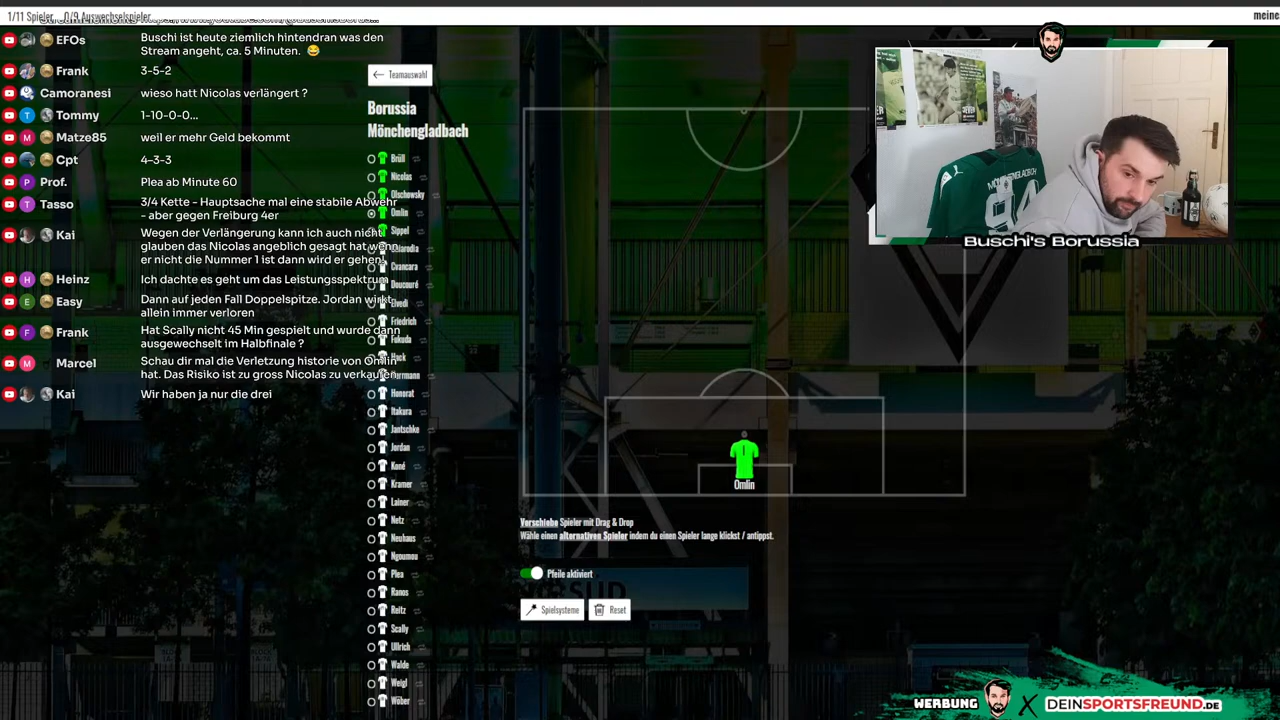 1/11 Spieler 0/9 Auswechselspieler
meine
EFOs Buschi ist heute ziemlich hintendran was den
Stream angeht, ca. 5 Minuten. 😂
Frank 3-5-2
Camoranesi wieso hatt Nicolas verlängert ?
Tommy 1-10-0-0...
Matze85 weil er mehr Geld bekommt
Cpt 4–3-3
Prof. Plea ab Minute 60
Tasso 3/4 Kette - Hauptsache mal eine stabile Abwehr
- aber gegen Freiburg 4er
Kai Wegen der Verlängerung kann ich auch nicht
glauben das Nicolas angeblich gesagt hat wenn
er nicht die Nummer 1 ist dann wird er gehen!
Heinz Ich dachte es geht um das Leistungsspektrum
Easy Dann auf jeden Fall Doppelspitze. Jordan wirkt
allein immer verloren
Frank Hat Scally nicht 45 Min gespielt und wurde dann
ausgewechselt im Halbfinale ?
Marcel Schau dir mal die Verletzung historie von Omlin
hat. Das Risiko ist zu gross Nicolas zu verkaufen
Kai Wir haben ja nur die drei
← Teamauswahl
Borussia
Mönchengladbach
Brüll
Nicolas
Olschowsky
Omlin
Sippel
Cvancara
Doucouré
Elvedi
Friedrich
Fukuda
Hack
Herrmann
Honorat
Itakura
Jantschke
Jordan
Koné
Kramer
Lainer
Netz
Neuhaus
Ngoumou
Plea
Ranos
Reitz
Scally
Ullrich
Walde
Weigl
Wöber
1
Omlin
Verschiebe Spieler mit Drag & Drop
Wähle einen alternativen Spieler indem du einen Spieler lange klickst / antippst.
Pfeile aktiviert
Spielsysteme
Reset
MÖNCHENGLADBACH
94
Buschi's Borussia
WERBUNG X DEINSPORTSFREUND.DE